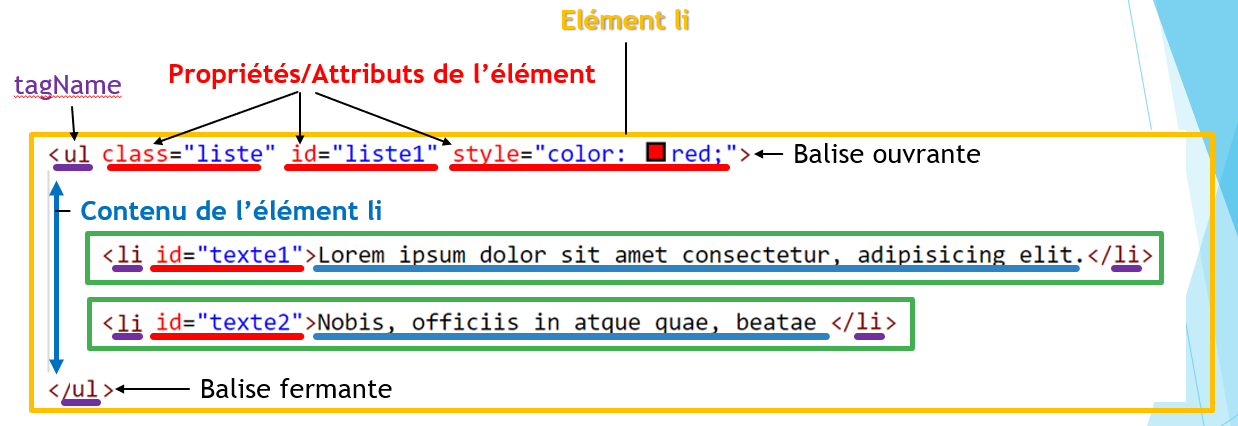 Elément li
Propriétés/Attributs de l’élément
tagName
<ul class="liste" id="liste1" style="color: red;"> Balise ouvrante
Contenu de l’élément li
<li id="texte1">Lorem ipsum dolor sit amet consectetur, adipisicing elit.</li>
<li id="texte2">Nobis, officiis in atque quae, beatae </li>
</ul> Balise fermante